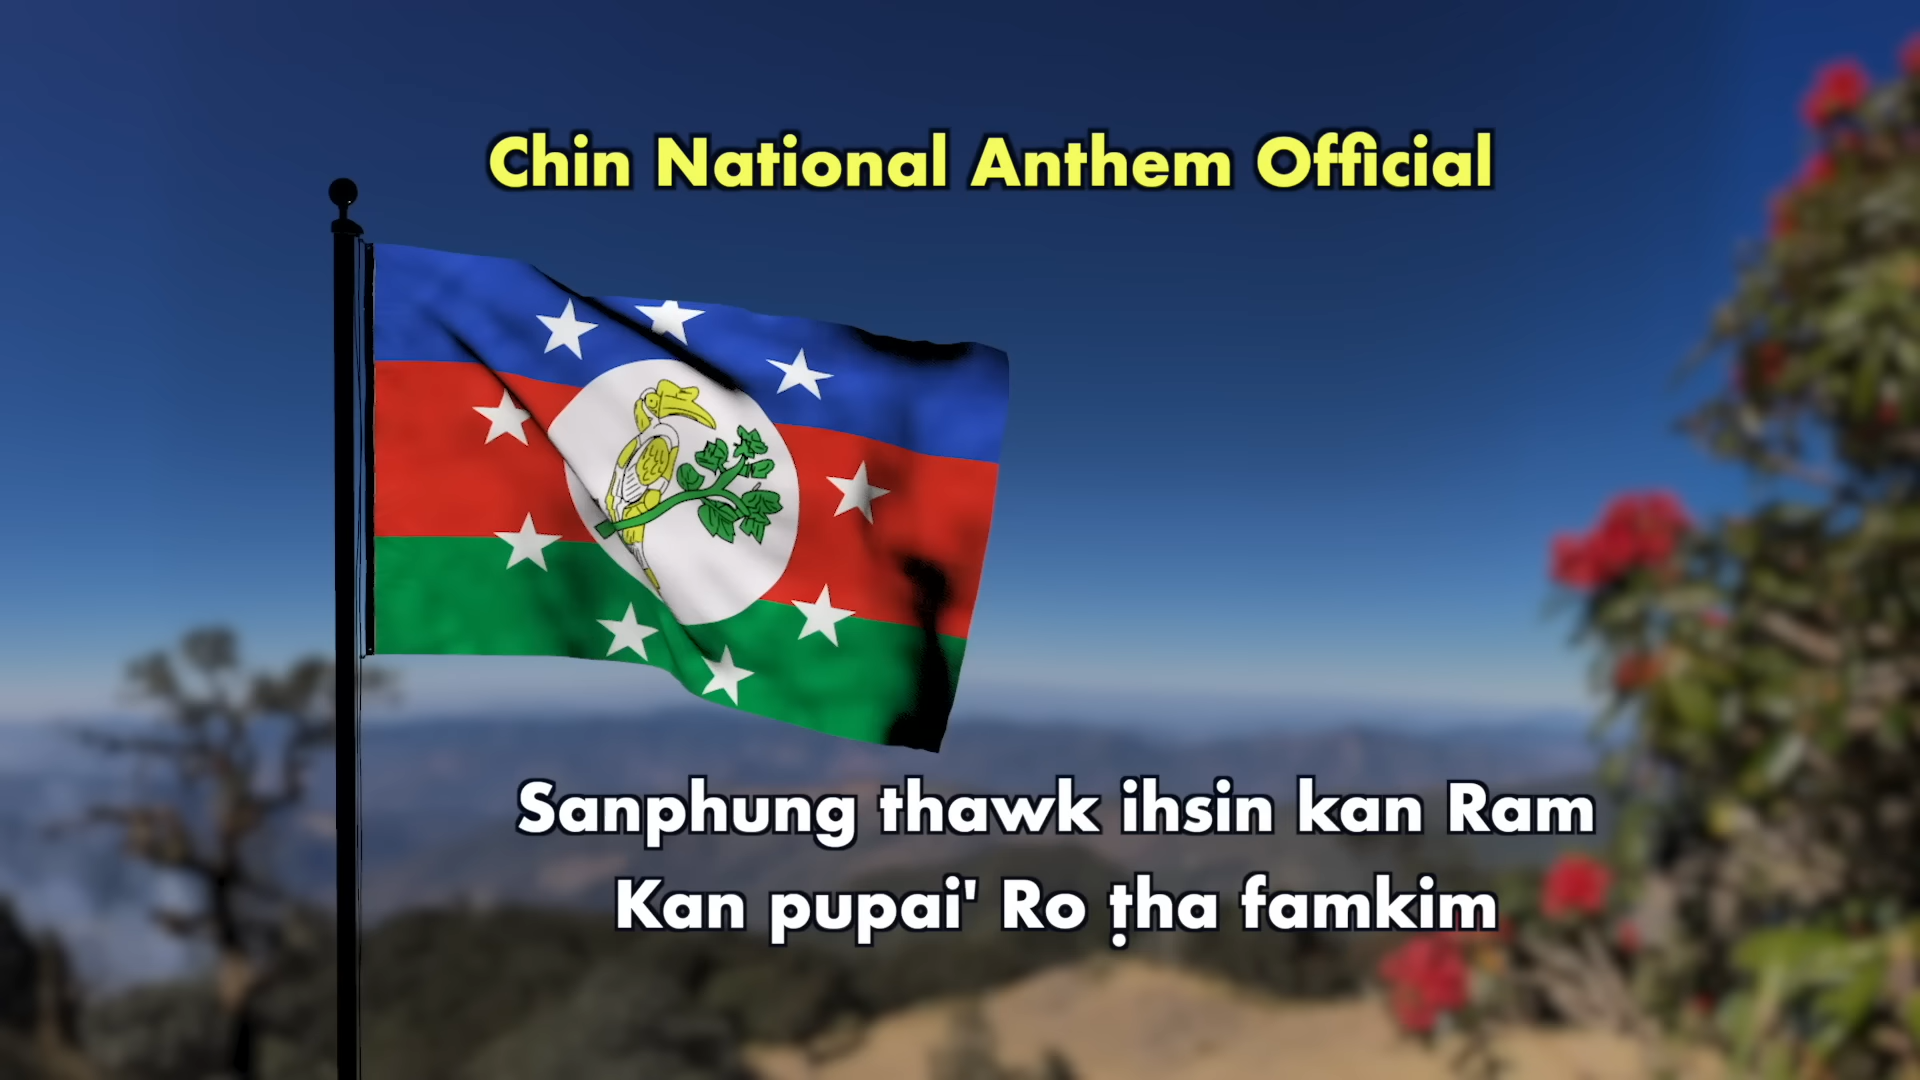 Chin National Anthem Official
Sanphung thawk ihsin kan Ram
Kan pupai' Ro ṭha famkim